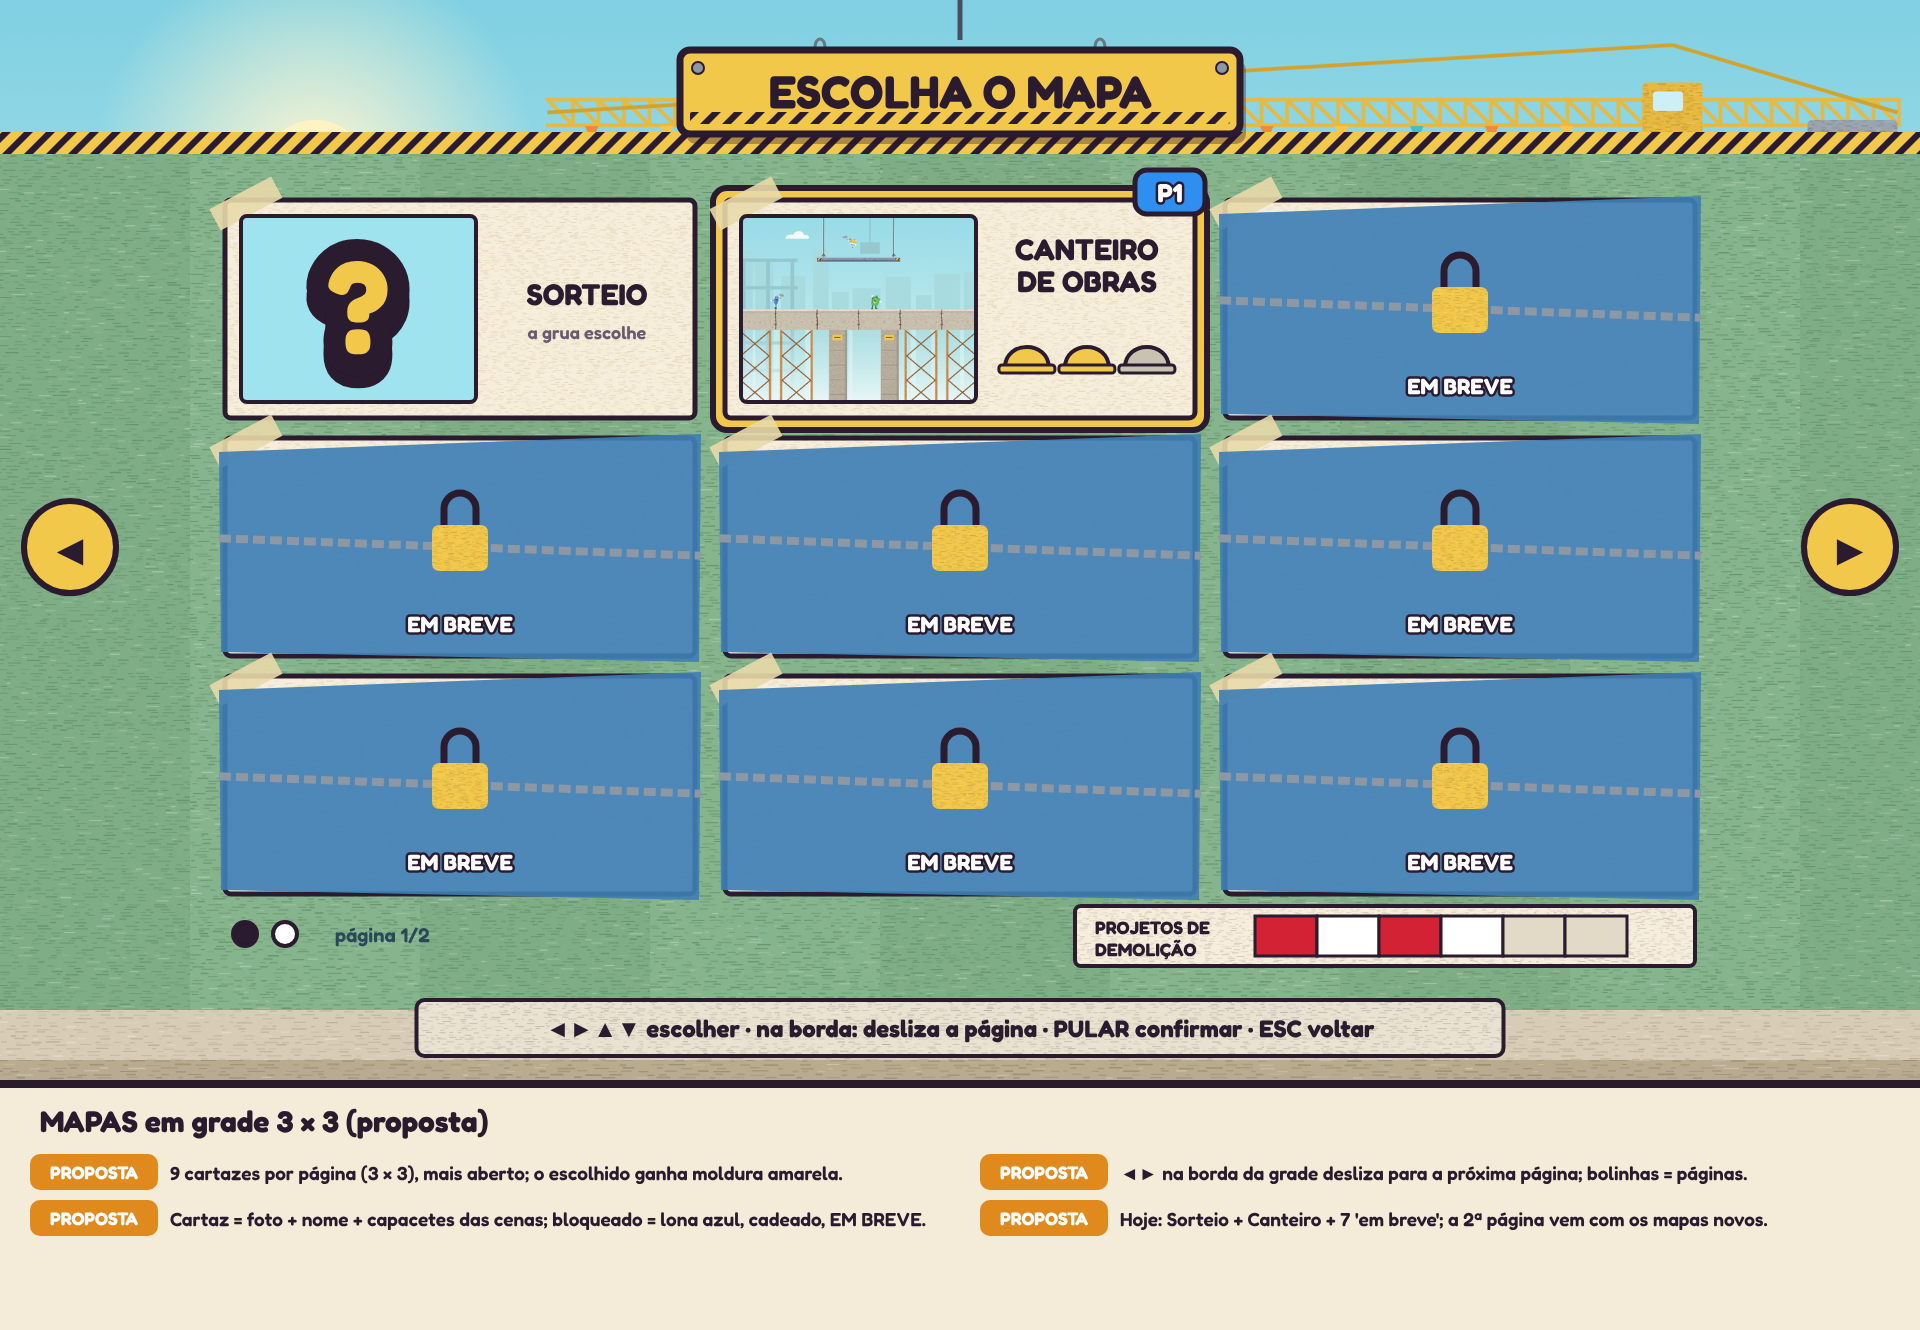 ESCOLHA O MAPA
P1
SORTEIO
a grua escolhe
CANTEIRO
DE OBRAS
EM BREVE
EM BREVE
EM BREVE
EM BREVE
EM BREVE
EM BREVE
EM BREVE
página 1/2
PROJETOS DE
DEMOLIÇÃO
◄ ► ▲ ▼ escolher · na borda: desliza a página · PULAR confirmar · ESC voltar
MAPAS em grade 3 × 3 (proposta)
PROPOSTA 9 cartazes por página (3 × 3), mais aberto; o escolhido ganha moldura amarela.
PROPOSTA ◄ ► na borda da grade desliza para a próxima página; bolinhas = páginas.
PROPOSTA Cartaz = foto + nome + capacetes das cenas; bloqueado = lona azul, cadeado, EM BREVE.
PROPOSTA Hoje: Sorteio + Canteiro + 7 'em breve'; a 2ª página vem com os mapas novos.